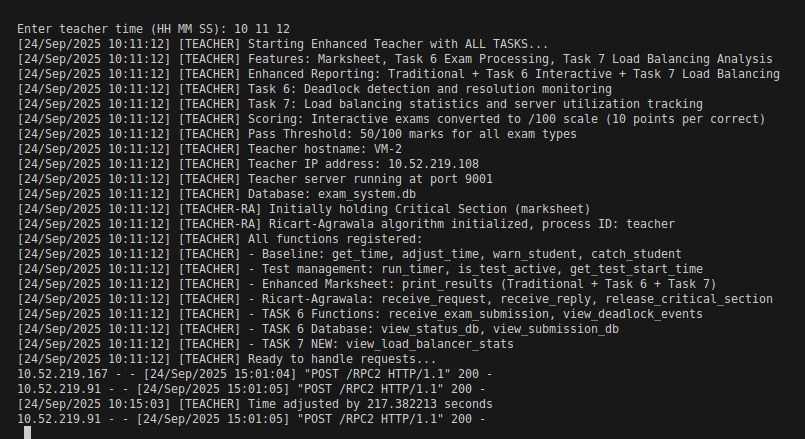 Enter teacher time (HH MM SS): 10 11 12
[24/Sep/2025 10:11:12] [TEACHER] Starting Enhanced Teacher with ALL TASKS...
[24/Sep/2025 10:11:12] [TEACHER] Features: Marksheet, Task 6 Exam Processing, Task 7 Load Balancing Analysis
[24/Sep/2025 10:11:12] [TEACHER] Enhanced Reporting: Traditional + Task 6 Interactive + Task 7 Load Balancing
[24/Sep/2025 10:11:12] [TEACHER] Task 6: Deadlock detection and resolution monitoring
[24/Sep/2025 10:11:12] [TEACHER] Task 7: Load balancing statistics and server utilization tracking
[24/Sep/2025 10:11:12] [TEACHER] Scoring: Interactive exams converted to /100 scale (10 points per correct)
[24/Sep/2025 10:11:12] [TEACHER] Pass Threshold: 50/100 marks for all exam types
[24/Sep/2025 10:11:12] [TEACHER] Teacher hostname: VM-2
[24/Sep/2025 10:11:12] [TEACHER] Teacher IP address: 10.52.219.108
[24/Sep/2025 10:11:12] [TEACHER] Teacher server running at port 9001
[24/Sep/2025 10:11:12] [TEACHER] Database: exam_system.db
[24/Sep/2025 10:11:12] [TEACHER-RA] Initially holding Critical Section (marksheet)
[24/Sep/2025 10:11:12] [TEACHER-RA] Ricart-Agrawala algorithm initialized, process ID: teacher
[24/Sep/2025 10:11:12] [TEACHER] All functions registered:
[24/Sep/2025 10:11:12] [TEACHER] - Baseline: get_time, adjust_time, warn_student, catch_student
[24/Sep/2025 10:11:12] [TEACHER] - Test management: run_timer, is_test_active, get_test_start_time
[24/Sep/2025 10:11:12] [TEACHER] - Enhanced Marksheet: print_results (Traditional + Task 6 + Task 7)
[24/Sep/2025 10:11:12] [TEACHER] - Ricart-Agrawala: receive_request, receive_reply, release_critical_section
[24/Sep/2025 10:11:12] [TEACHER] - TASK 6 Functions: receive_exam_submission, view_deadlock_events
[24/Sep/2025 10:11:12] [TEACHER] - TASK 6 Database: view_status_db, view_submission_db
[24/Sep/2025 10:11:12] [TEACHER] - TASK 7 NEW: view_load_balancer_stats
[24/Sep/2025 10:11:12] [TEACHER] Ready to handle requests...
10.52.219.167 - - [24/Sep/2025 15:01:04] "POST /RPC2 HTTP/1.1" 200 -
10.52.219.91 - - [24/Sep/2025 15:01:05] "POST /RPC2 HTTP/1.1" 200 -
[24/Sep/2025 10:15:03] [TEACHER] Time adjusted by 217.382213 seconds
10.52.219.91 - - [24/Sep/2025 15:01:05] "POST /RPC2 HTTP/1.1" 200 -